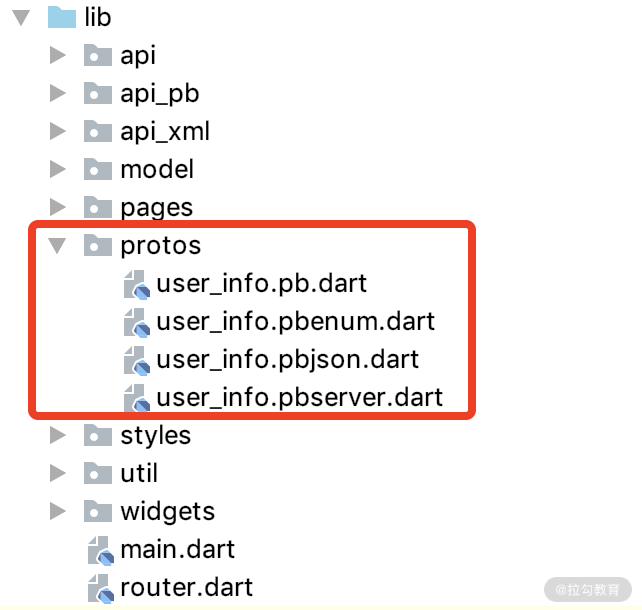 lib
api
api_pb
api_xml
model
pages
protos
user_info.pb.dart
user_info.pbenum.dart
user_info.pbjson.dart
user_info.pbserver.dart
styles
util
widgets
main.dart
router.dart
@拉勾教育